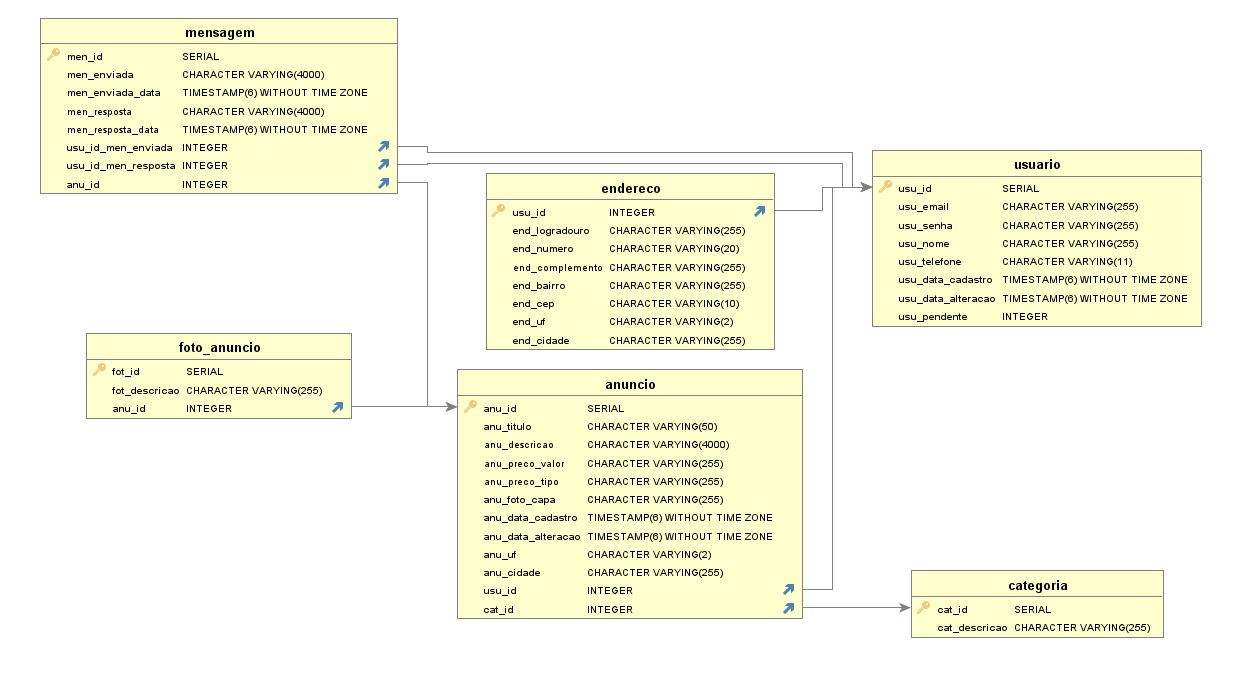 mensagem
men_id SERIAL
men_enviada CHARACTER VARYING(4000)
men_enviada_data TIMESTAMP(6) WITHOUT TIME ZONE
men_resposta CHARACTER VARYING(4000)
men_resposta_data TIMESTAMP(6) WITHOUT TIME ZONE
usu_id_men_enviada INTEGER
usu_id_men_resposta INTEGER
anu_id INTEGER
endereco
usu_id INTEGER
end_logradouro CHARACTER VARYING(255)
end_numero CHARACTER VARYING(20)
end_complemento CHARACTER VARYING(255)
end_bairro CHARACTER VARYING(255)
end_cep CHARACTER VARYING(10)
end_uf CHARACTER VARYING(2)
end_cidade CHARACTER VARYING(255)
usuario
usu_id SERIAL
usu_email CHARACTER VARYING(255)
usu_senha CHARACTER VARYING(255)
usu_nome CHARACTER VARYING(255)
usu_telefone CHARACTER VARYING(11)
usu_data_cadastro TIMESTAMP(6) WITHOUT TIME ZONE
usu_data_alteracao TIMESTAMP(6) WITHOUT TIME ZONE
usu_pendente INTEGER
foto_anuncio
fot_id SERIAL
fot_descricao CHARACTER VARYING(255)
anu_id INTEGER
anuncio
anu_id SERIAL
anu_titulo CHARACTER VARYING(50)
anu_descricao CHARACTER VARYING(4000)
anu_preco_valor CHARACTER VARYING(255)
anu_preco_tipo CHARACTER VARYING(255)
anu_foto_capa CHARACTER VARYING(255)
anu_data_cadastro TIMESTAMP(6) WITHOUT TIME ZONE
anu_data_alteracao TIMESTAMP(6) WITHOUT TIME ZONE
anu_uf CHARACTER VARYING(2)
anu_cidade CHARACTER VARYING(255)
usu_id INTEGER
cat_id INTEGER
categoria
cat_id SERIAL
cat_descricao CHARACTER VARYING(255)